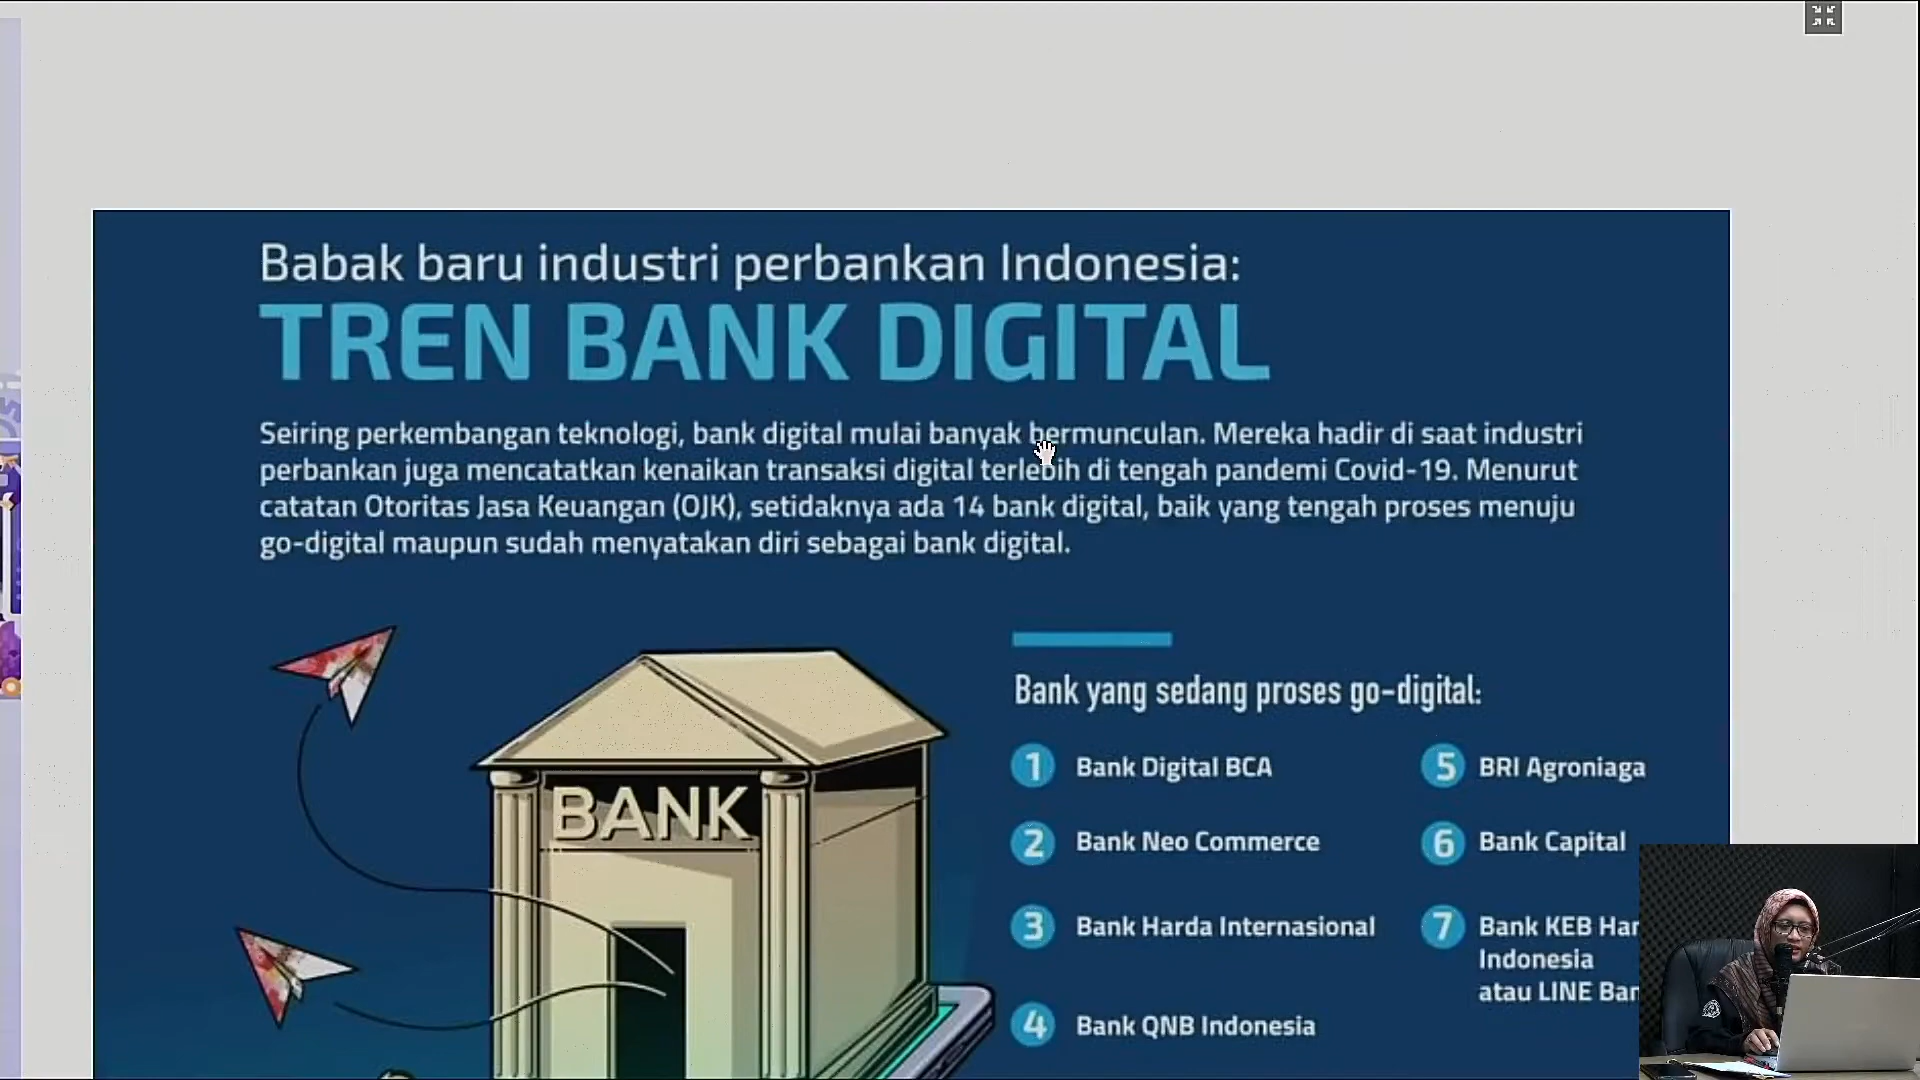 Babak baru industri perbankan Indonesia:
TREN BANK DIGITAL
Seiring perkembangan teknologi, bank digital mulai banyak bermunculan. Mereka hadir di saat industri
perbankan juga mencatatkan kenaikan transaksi digital terlebih di tengah pandemi Covid-19. Menurut
catatan Otoritas Jasa Keuangan (OJK), setidaknya ada 14 bank digital, baik yang tengah proses menuju
go-digital maupun sudah menyatakan diri sebagai bank digital.
BANK
Bank yang sedang proses go-digital:
1 Bank Digital BCA
2 Bank Neo Commerce
3 Bank Harda Internasional
4 Bank QNB Indonesia
5 BRI Agroniaga
6 Bank Capital
7 Bank KEB
Indonesia
atau LINE